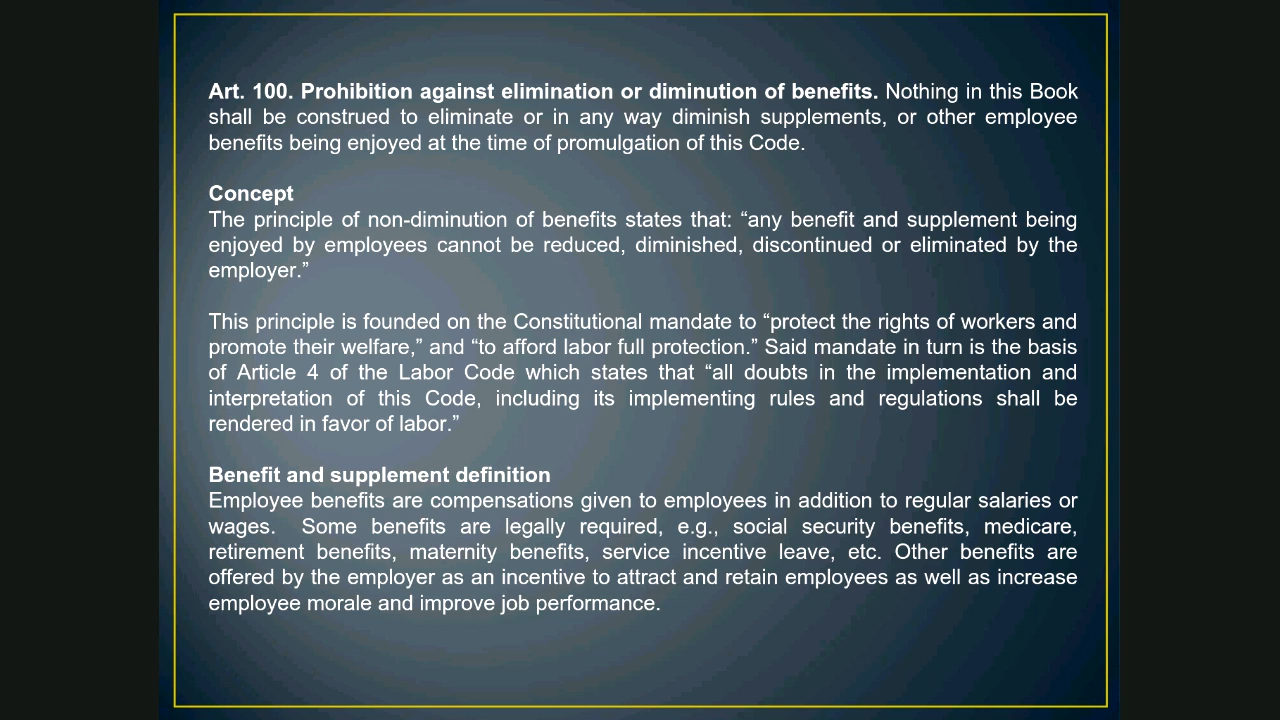 Art. 100. Prohibition against elimination or diminution of benefits. Nothing in this Book
shall be construed to eliminate or in any way diminish supplements, or other employee
benefits being enjoyed at the time of promulgation of this Code.
Concept
The principle of non-diminution of benefits states that: “any benefit and supplement being
enjoyed by employees cannot be reduced, diminished, discontinued or eliminated by the
employer.”
This principle is founded on the Constitutional mandate to “protect the rights of workers and
promote their welfare,” and “to afford labor full protection.” Said mandate in turn is the basis
of Article 4 of the Labor Code which states that “all doubts in the implementation and
interpretation of this Code, including its implementing rules and regulations shall be
rendered in favor of labor.”
Benefit and supplement definition
Employee benefits are compensations given to employees in addition to regular salaries or
wages.  Some benefits are legally required, e.g., social security benefits, medicare,
retirement benefits, maternity benefits, service incentive leave, etc. Other benefits are
offered by the employer as an incentive to attract and retain employees as well as increase
employee morale and improve job performance.